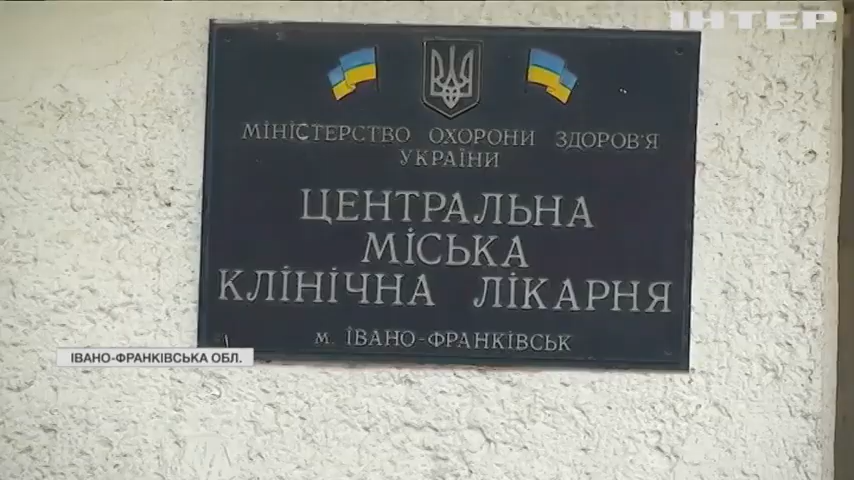 ІНТЕР
МІНІСТЕРСТВО ОХОРОНИ ЗДОРОВ'Я
УКРАЇНИ
ЦЕНТРАЛЬНА
МІСЬКА
КЛІНІЧНА ЛІКАРНЯ
м. ІВАНО-ФРАНКІВСЬК
ІВАНО-ФРАНКІВСЬКА ОБЛ.